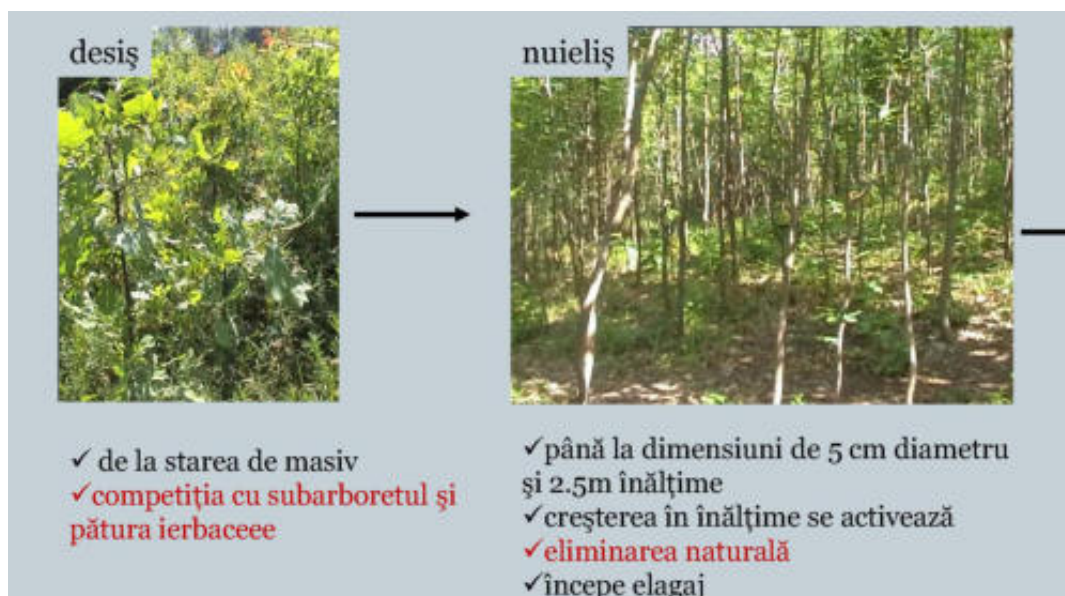 desiş
nuieliş
✓ de la starea de masiv
✓competiţia cu subarboretul şi
pătura ierbaceee
✓până la dimensiuni de 5 cm diametru
şi 2.5m înălţime
✓creşterea în înălţime se activează
✓eliminarea naturală
✓începe elagaj